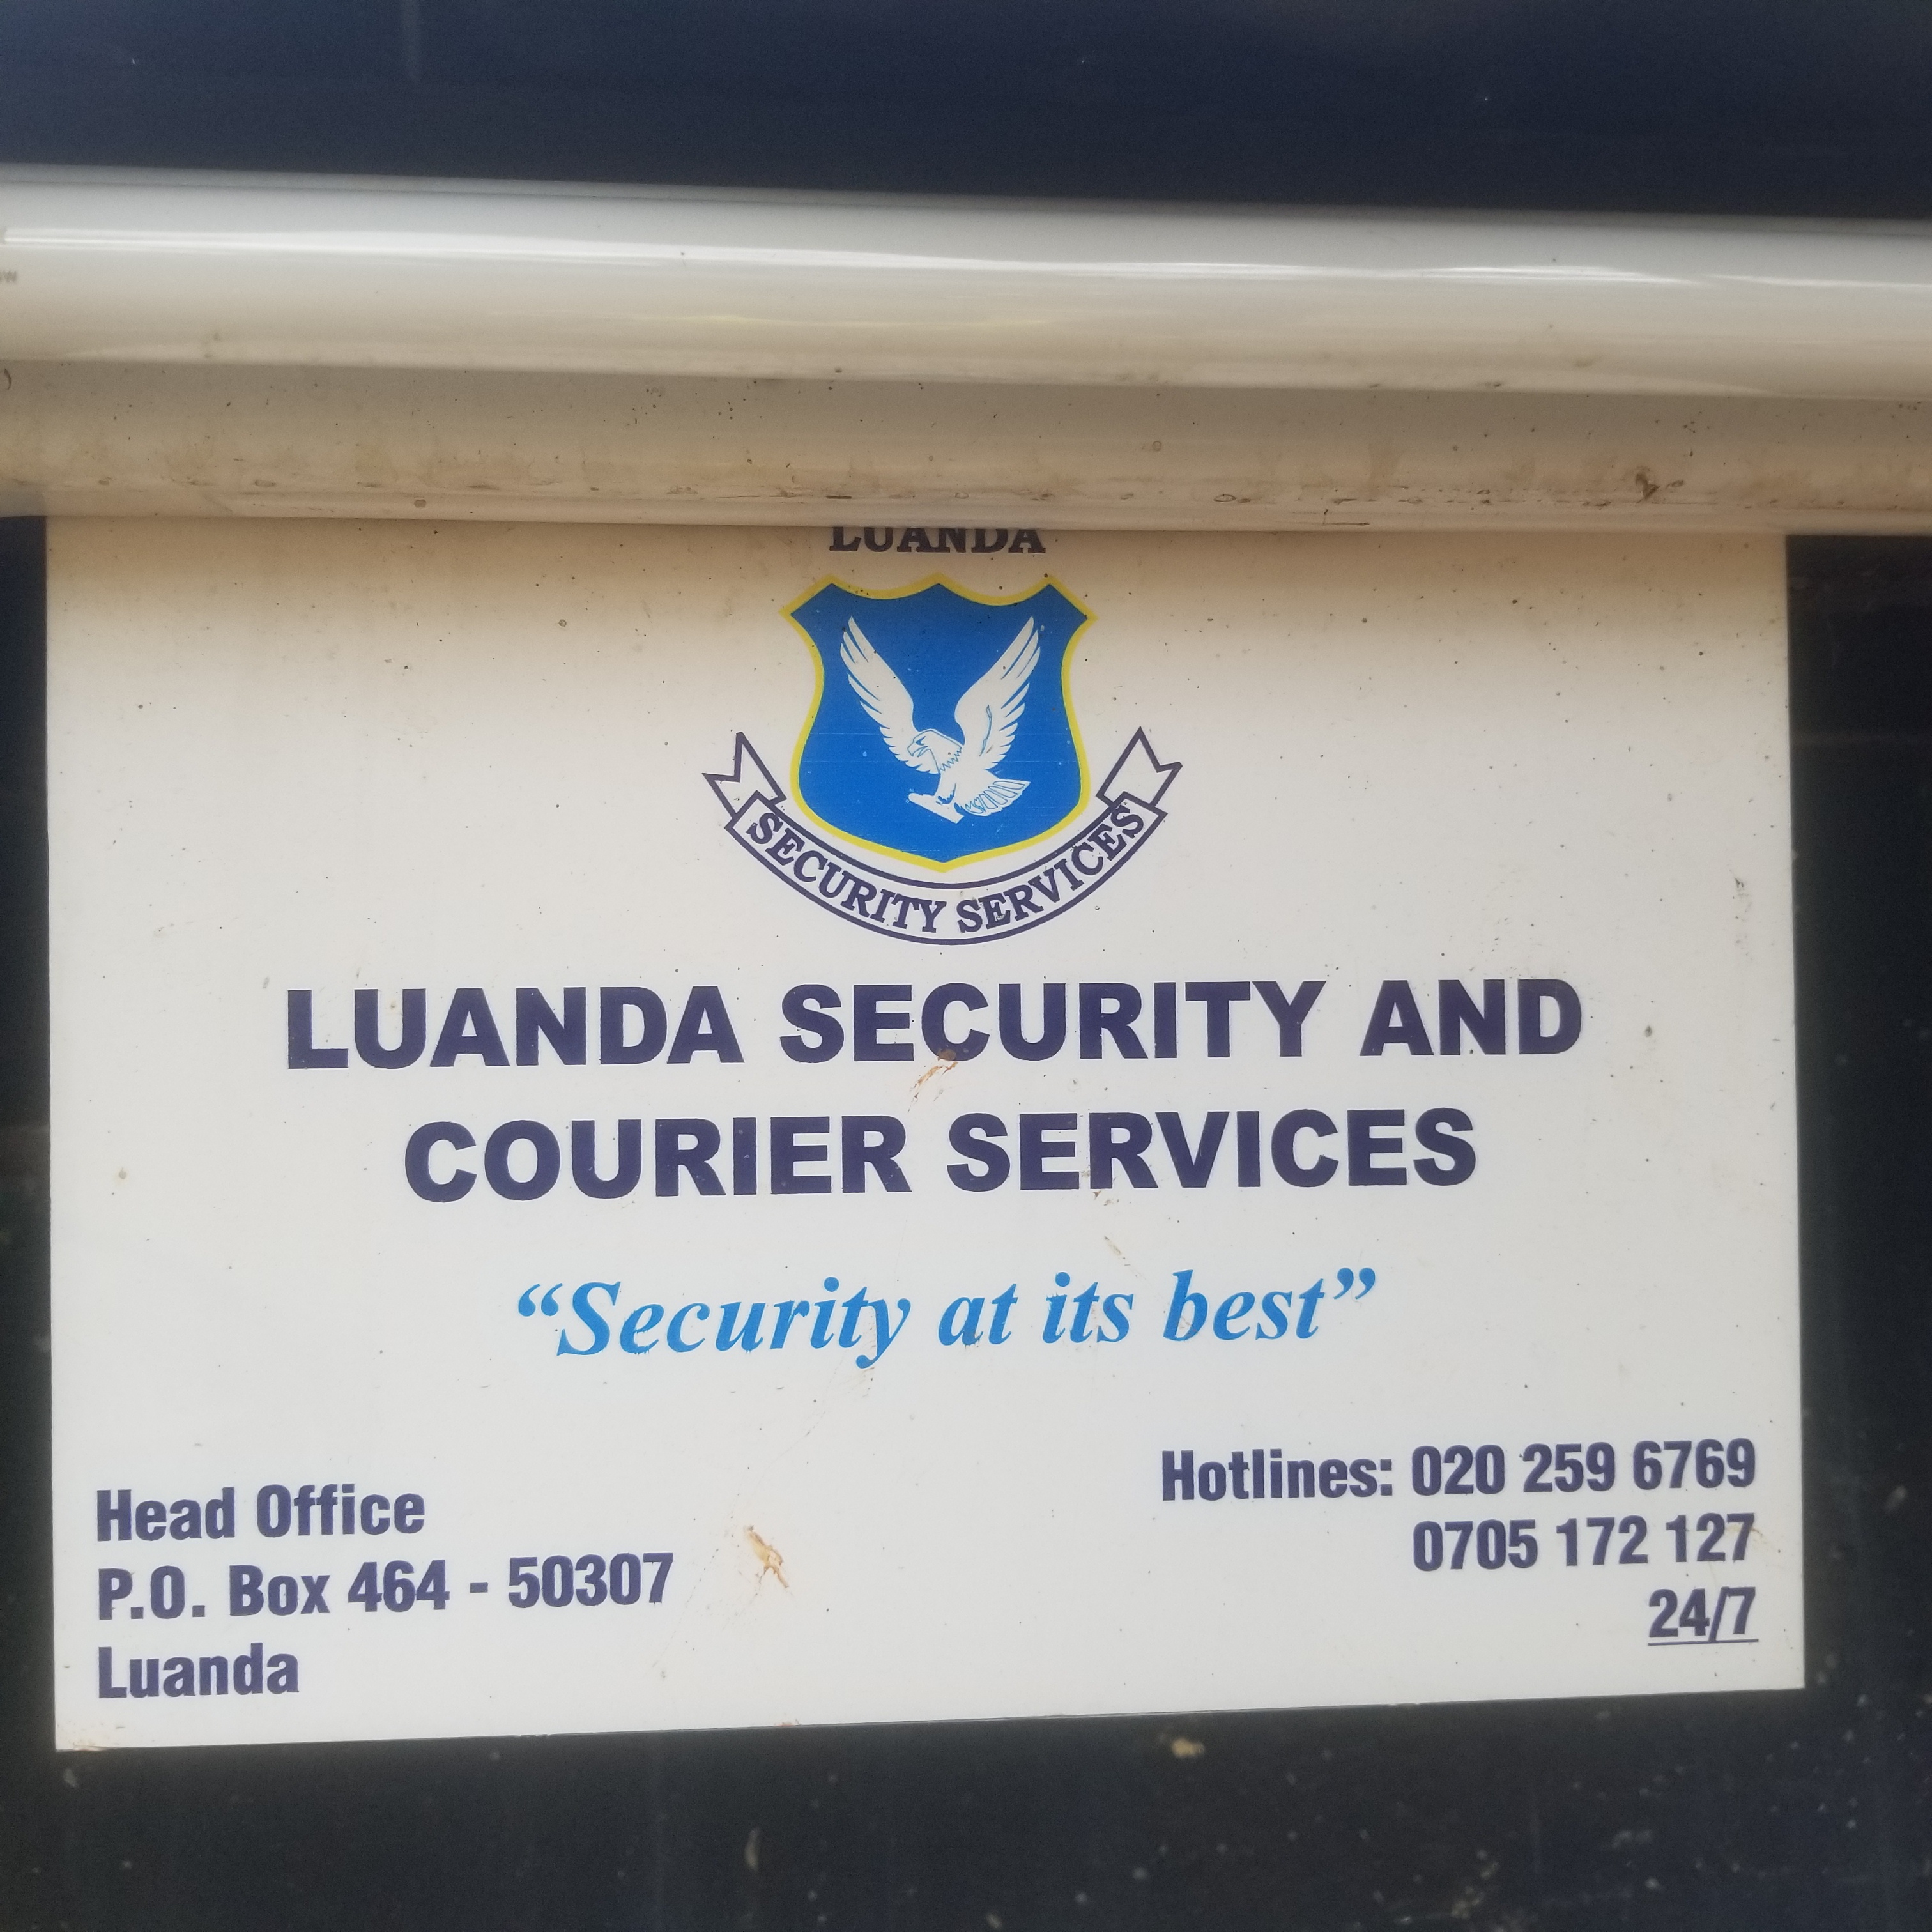 LUANDA
SECURITY SERVICES
LUANDA SECURITY AND
COURIER SERVICES
“Security at its best”
Head Office
P.O. Box 464 - 50307
Luanda
Hotlines: 020 259 6769
0705 172 127
24/7